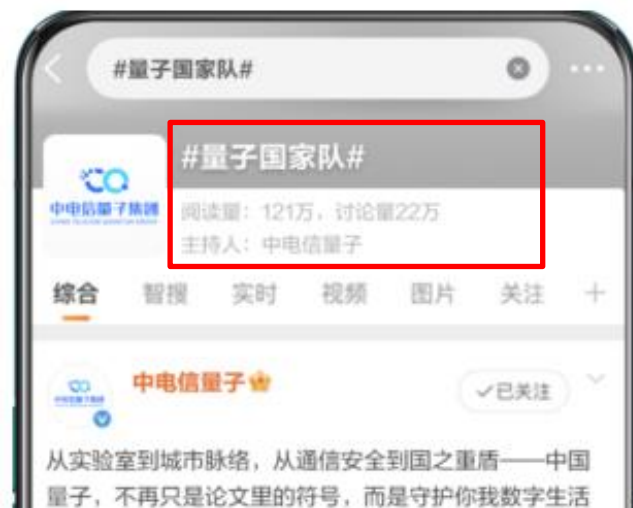 #量子国家队#
#量子国家队#
中电信量子集团
阅读量：121万，讨论量22万
主持人：中电信量子
综合 智搜 实时 视频 图片 关注
中电信量子
已关注
从实验室到城市脉络，从通信安全到国之重盾——中国
量子，不再只是论文里的符号，而是守护你我数字生活